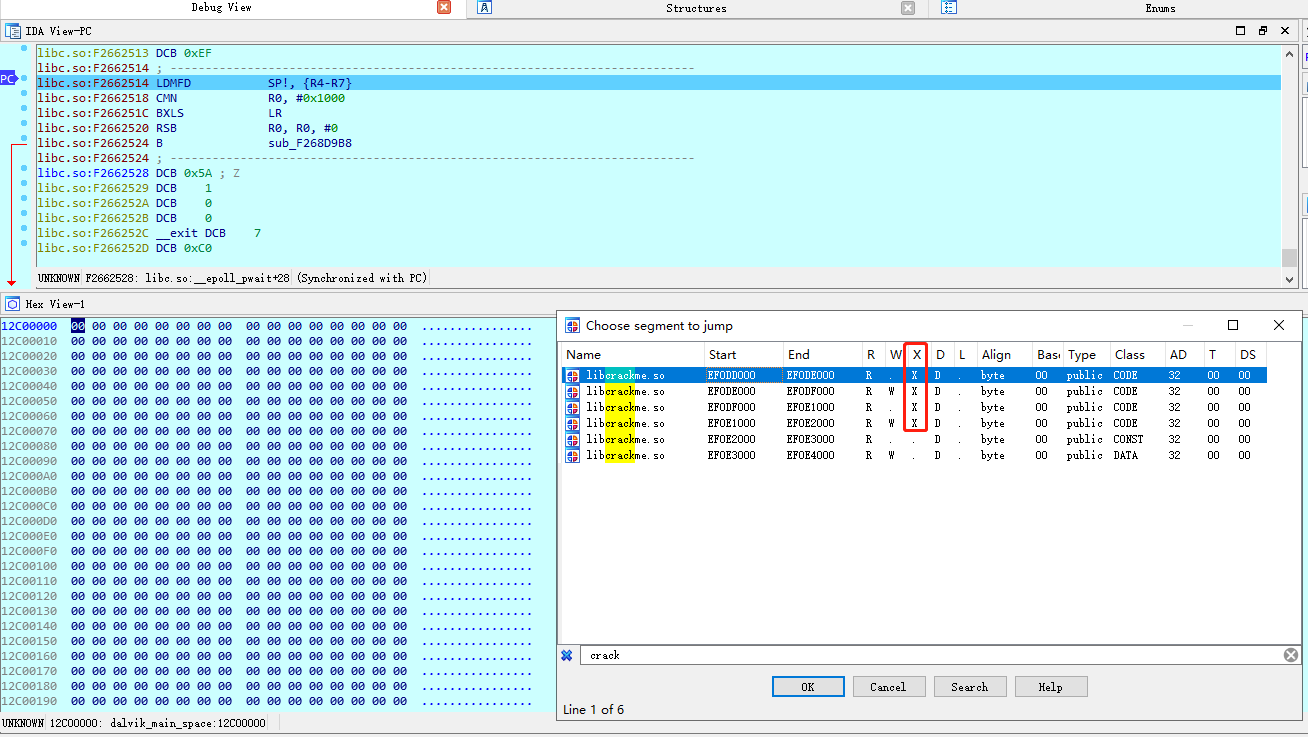 Debug View
Structures
Enums
IDA View-PC
libc.so:F2662513 DCB 0xEF
libc.so:F2662514 ; ---------------------------------------------------------------------------
PC
libc.so:F2662514 LDMFD SP!, {R4-R7}
libc.so:F2662518 CMN R0, #0x1000
libc.so:F266251C BXLS LR
libc.so:F2662520 RSB R0, R0, #0
libc.so:F2662524 B sub_F268D9B8
libc.so:F2662524 ; ---------------------------------------------------------------------------
libc.so:F2662528 DCB 0x5A ; Z
libc.so:F2662529 DCB 1
libc.so:F266252A DCB 0
libc.so:F266252B DCB 0
libc.so:F266252C __exit DCB 7
libc.so:F266252D DCB 0xC0
UNKNOWN F2662528: libc.so:__epoll_pwait+28 (Synchronized with PC)
Hex View-1
12C00000 00 00 00 00 00 00 00 00 00 00 00 00 00 00 00 00 ................
12C00010 00 00 00 00 00 00 00 00 00 00 00 00 00 00 00 00 ................
12C00020 00 00 00 00 00 00 00 00 00 00 00 00 00 00 00 00 ................
12C00030 00 00 00 00 00 00 00 00 00 00 00 00 00 00 00 00 ................
12C00040 00 00 00 00 00 00 00 00 00 00 00 00 00 00 00 00 ................
12C00050 00 00 00 00 00 00 00 00 00 00 00 00 00 00 00 00 ................
12C00060 00 00 00 00 00 00 00 00 00 00 00 00 00 00 00 00 ................
12C00070 00 00 00 00 00 00 00 00 00 00 00 00 00 00 00 00 ................
12C00080 00 00 00 00 00 00 00 00 00 00 00 00 00 00 00 00 ................
12C00090 00 00 00 00 00 00 00 00 00 00 00 00 00 00 00 00 ................
12C000A0 00 00 00 00 00 00 00 00 00 00 00 00 00 00 00 00 ................
12C000B0 00 00 00 00 00 00 00 00 00 00 00 00 00 00 00 00 ................
12C000C0 00 00 00 00 00 00 00 00 00 00 00 00 00 00 00 00 ................
12C000D0 00 00 00 00 00 00 00 00 00 00 00 00 00 00 00 00 ................
12C000E0 00 00 00 00 00 00 00 00 00 00 00 00 00 00 00 00 ................
12C000F0 00 00 00 00 00 00 00 00 00 00 00 00 00 00 00 00 ................
12C00100 00 00 00 00 00 00 00 00 00 00 00 00 00 00 00 00 ................
12C00110 00 00 00 00 00 00 00 00 00 00 00 00 00 00 00 00 ................
12C00120 00 00 00 00 00 00 00 00 00 00 00 00 00 00 00 00 ................
12C00130 00 00 00 00 00 00 00 00 00 00 00 00 00 00 00 00 ................
12C00140 00 00 00 00 00 00 00 00 00 00 00 00 00 00 00 00 ................
12C00150 00 00 00 00 00 00 00 00 00 00 00 00 00 00 00 00 ................
12C00160 00 00 00 00 00 00 00 00 00 00 00 00 00 00 00 00 ................
12C00170 00 00 00 00 00 00 00 00 00 00 00 00 00 00 00 00 ................
12C00180 00 00 00 00 00 00 00 00 00 00 00 00 00 00 00 00 ................
12C00190 00 00 00 00 00 00 00 00 00 00 00 00 00 00 00 00 ................
UNKNOWN 12C00000: dalvik_main_space:12C00000
Choose segment to jump
Name Start End R W X D L Align Base Type Class AD T DS
libcrackme.so EF0DD000 EF0DE000 R . X D . byte 00 public CODE 32 00 00
libcrackme.so EF0DE000 EF0DF000 R W X D . byte 00 public CODE 32 00 00
libcrackme.so EF0DF000 EF0E1000 R . X D . byte 00 public CODE 32 00 00
libcrackme.so EF0E1000 EF0E2000 R W X D . byte 00 public CODE 32 00 00
libcrackme.so EF0E2000 EF0E3000 R . . D . byte 00 public CONST 32 00 00
libcrackme.so EF0E3000 EF0E4000 R W . D . byte 00 public DATA 32 00 00
crack
OK Cancel Search Help
Line 1 of 6